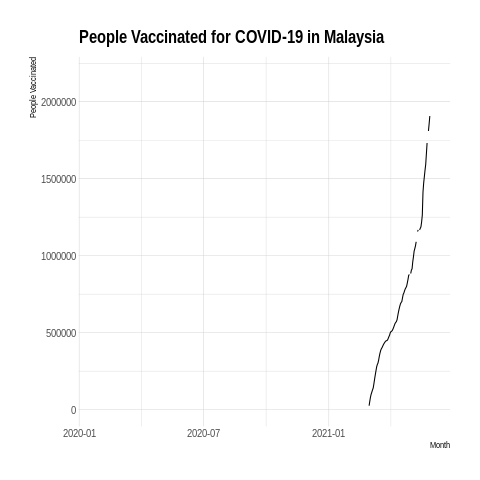 People Vaccinated for COVID-19 in Malaysia
People Vaccinated
2000000
1500000
1000000
500000
0
2020-01 2020-07 2021-01
Month